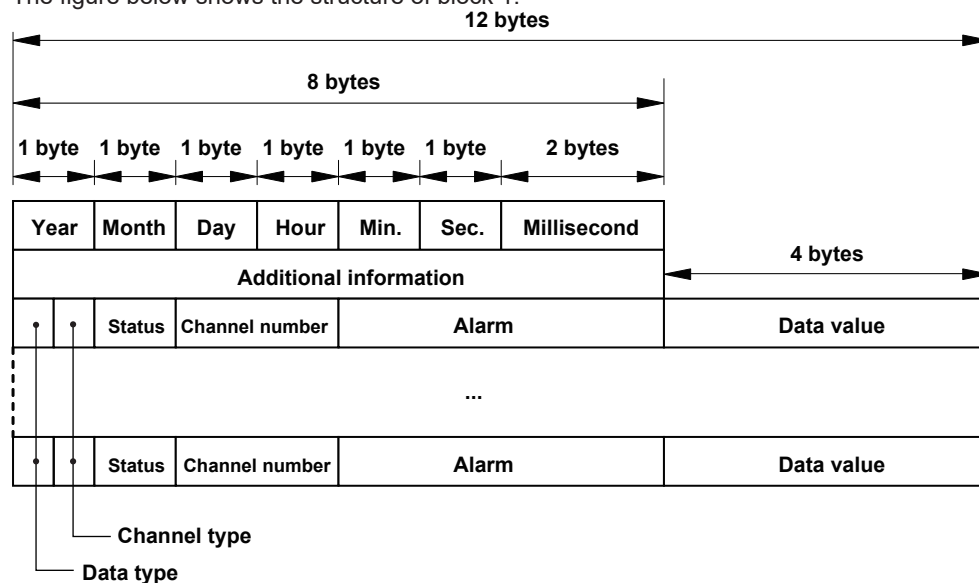 The figure below shows the structure of block 1.
12 bytes
8 bytes
1 byte 1 byte 1 byte 1 byte 1 byte 1 byte 2 bytes
Year Month Day Hour Min. Sec. Millisecond
4 bytes
Additional information
Status Channel number Alarm Data value
...
Status Channel number Alarm Data value
Channel type
Data type